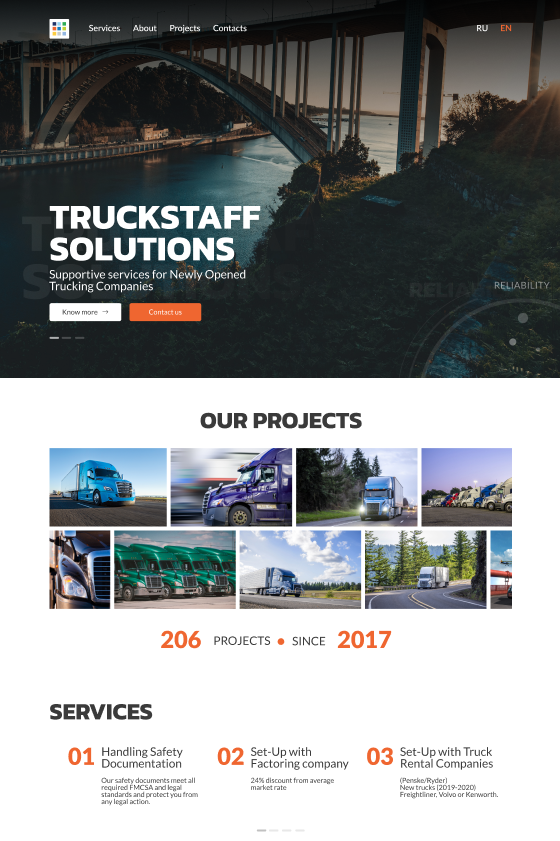 Services About Projects Contacts RU EN
TRUCKSTAFF
SOLUTIONS
Supportive services for Newly Opened
Trucking Companies
RELIABILITY
Know more → Contact us
OUR PROJECTS
206 PROJECTS • SINCE 2017
SERVICES
01 Handling Safety
Documentation
Our safety documents meet all
required FMCSA and legal
standards and protect you from
any legal action.
02 Set-Up with
Factoring company
24% discount from average
market rate
03 Set-Up with Truck
Rental Companies
(Penske/Ryder)
New trucks (2019-2020)
Freightliner, Volvo or Kenworth.